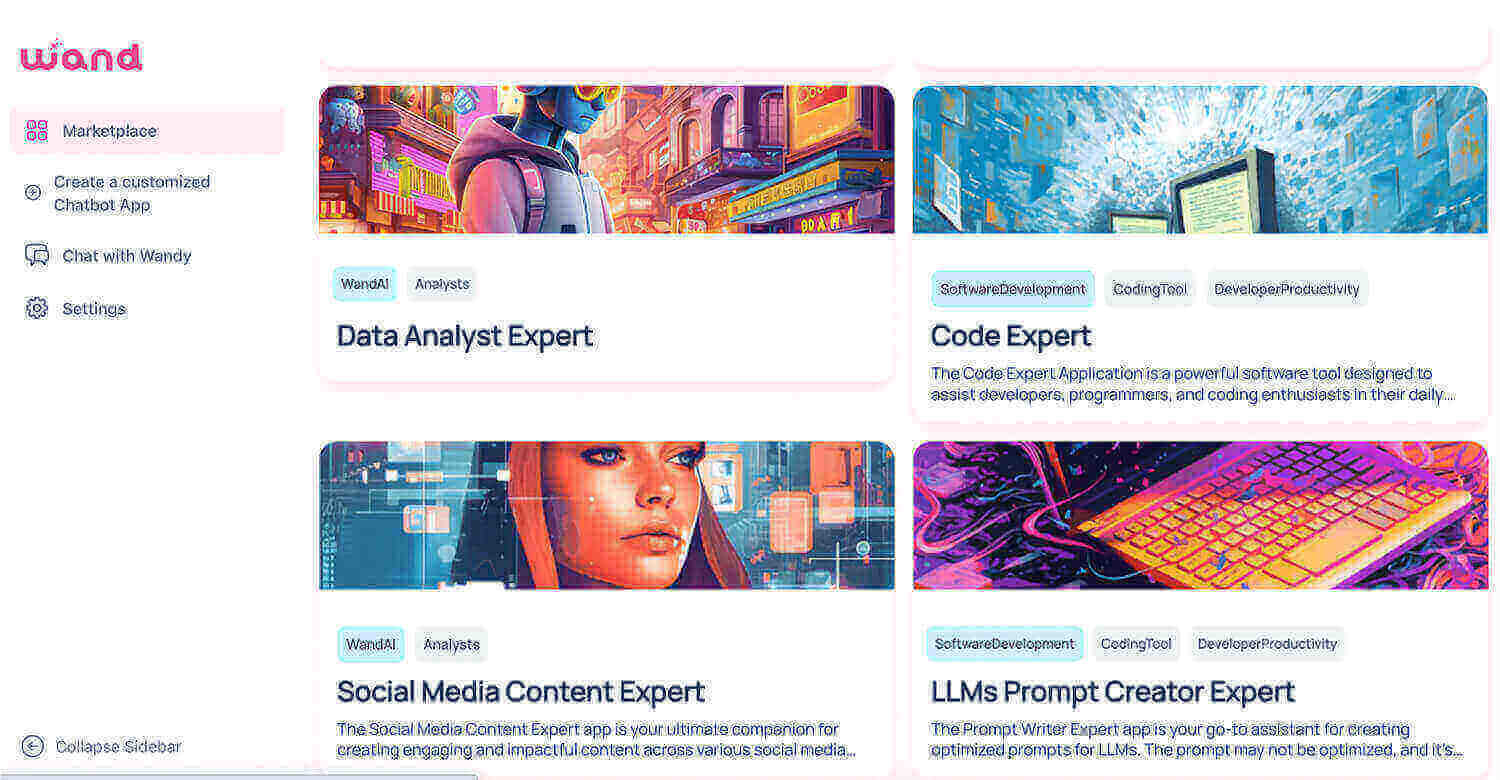 wand
Marketplace
Create a customized
Chatbot App
Chat with Wandy
Settings
Collapse Sidebar
WandAI Analysts
Data Analyst Expert
SoftwareDevelopment CodingTool DeveloperProductivity
Code Expert
The Code Expert Application is a powerful software tool designed to
assist developers, programmers, and coding enthusiasts in their daily...
WandAI Analysts
Social Media Content Expert
The Social Media Content Expert app is your ultimate companion for
creating engaging and impactful content across various social media...
SoftwareDevelopment CodingTool DeveloperProductivity
LLMs Prompt Creator Expert
The Prompt Writer Expert app is your go-to assistant for creating
optimized prompts for LLMs. The prompt may not be optimized, and it's...